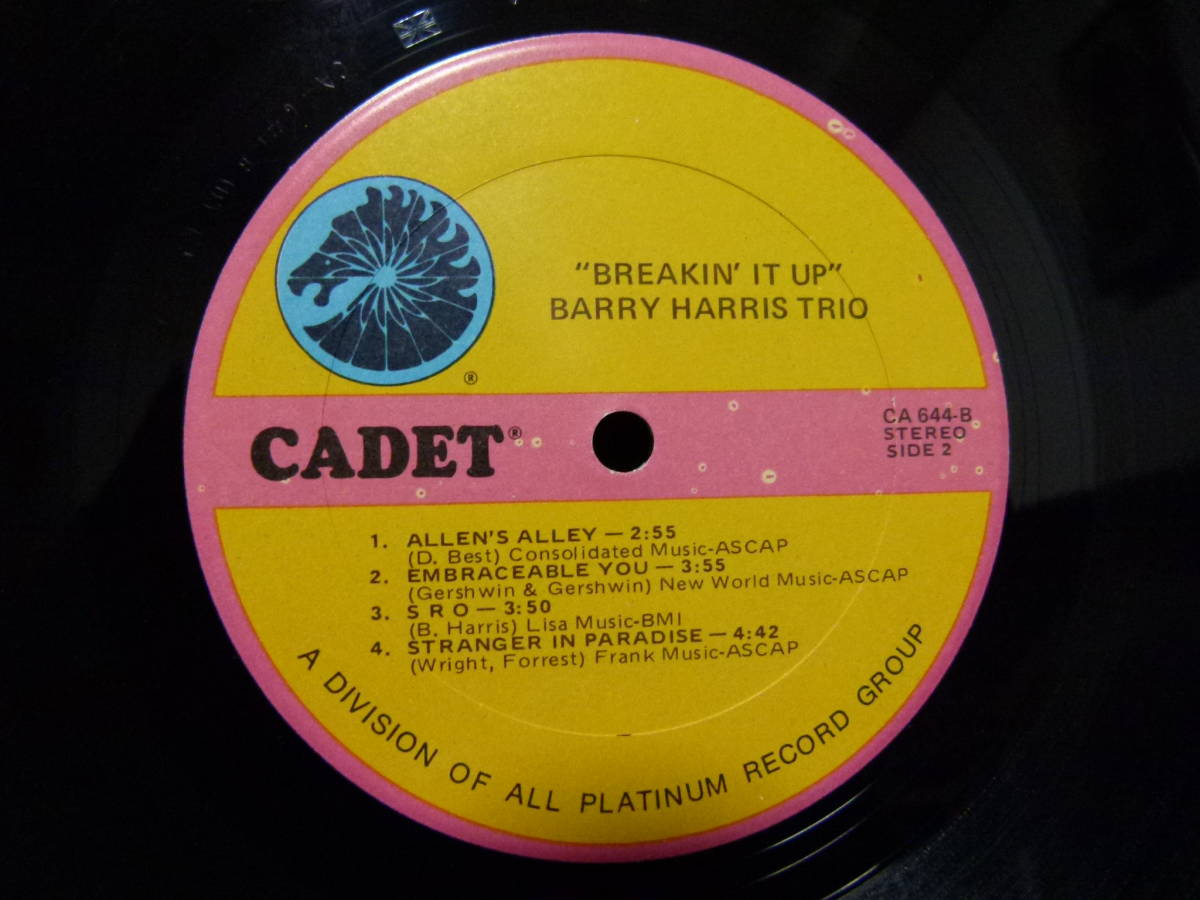 "BREAKIN' IT UP"
BARRY HARRIS TRIO
®
CADET®
CA 644-B
STEREO
SIDE 2
1. ALLEN'S ALLEY — 2:55
(D. Best) Consolidated Music-ASCAP
2. EMBRACEABLE YOU — 3:55
(Gershwin & Gershwin) New World Music-ASCAP
3. S R O — 3:50
(B. Harris) Lisa Music-BMI
4. STRANGER IN PARADISE — 4:42
(Wright, Forrest) Frank Music-ASCAP
A DIVISION OF ALL PLATINUM RECORD GROUP